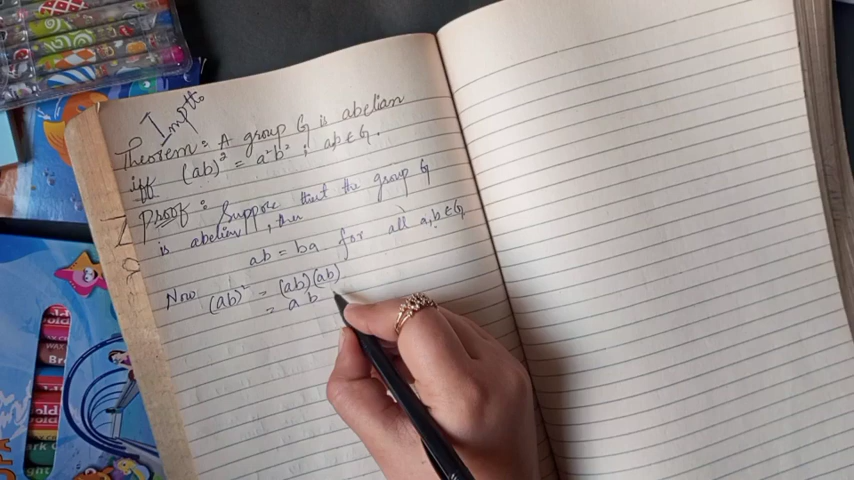 Imptt
Theorem: A group G is abelian
iff (ab)² = a²b² ; ab ∈ G.
Proof: Suppose that the group G
is abelian, then
ab = ba for all a,b ∈ G
Now (ab)² = (ab)(ab)
= a b